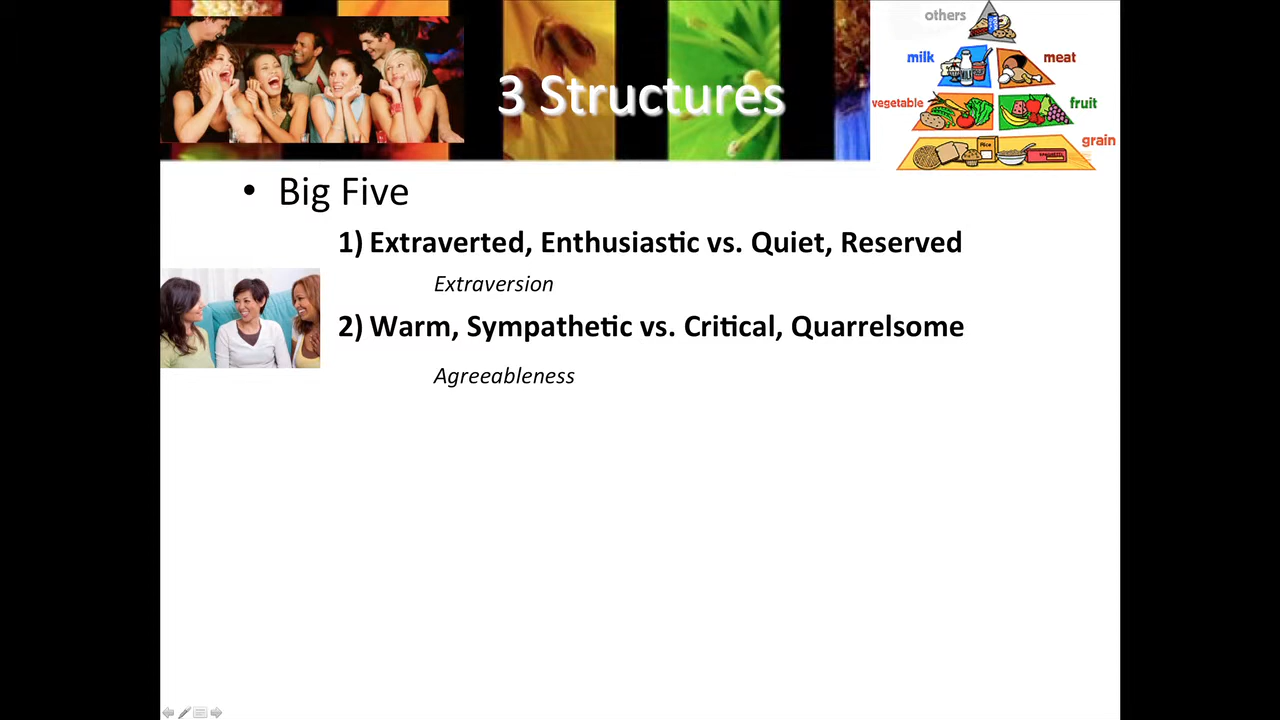 3 Structures
others
milk
meat
vegetable
fruit
grain
Rice
• Big Five
1) Extraverted, Enthusiastic vs. Quiet, Reserved
Extraversion
2) Warm, Sympathetic vs. Critical, Quarrelsome
Agreeableness